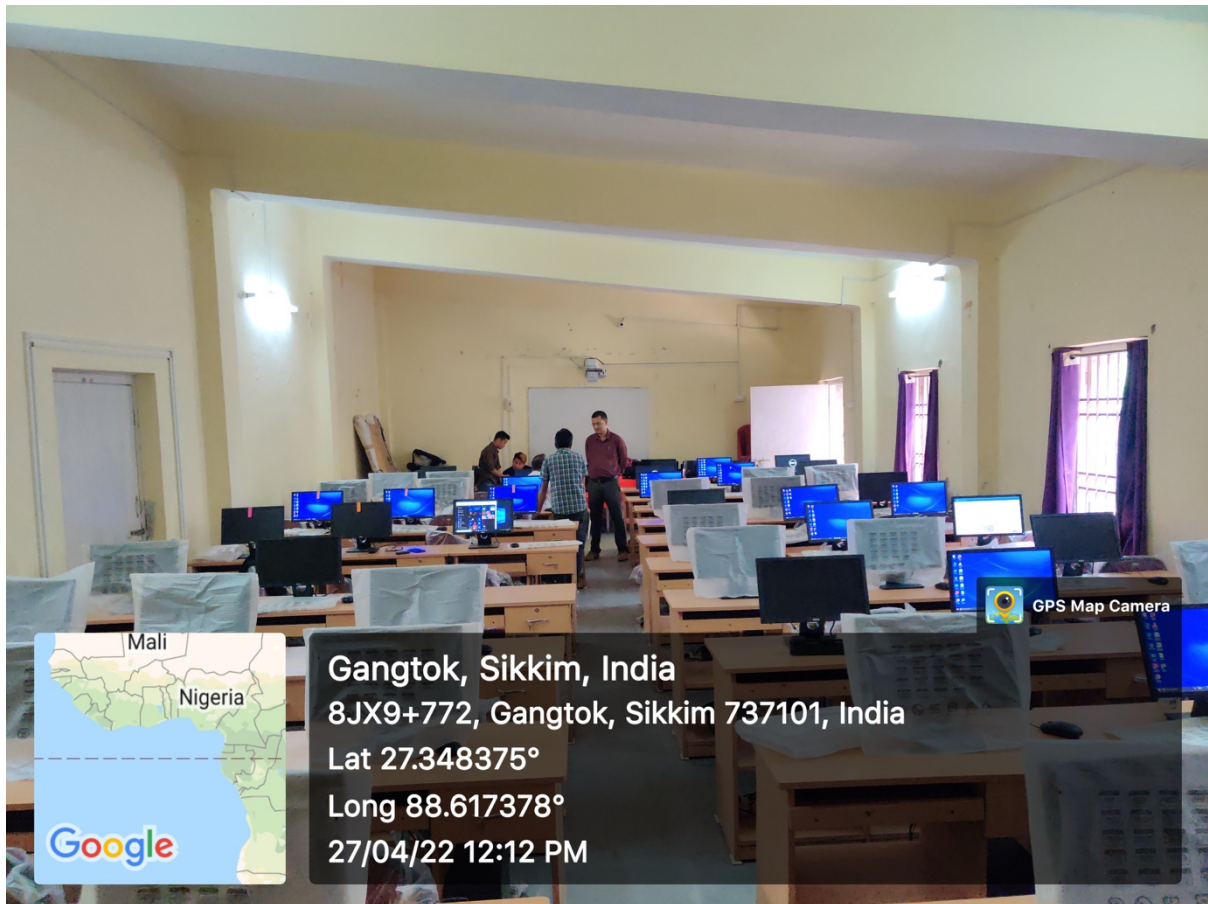 GPS Map Camera
Mali
Nigeria
Google
Gangtok, Sikkim, India
8JX9+772, Gangtok, Sikkim 737101, India
Lat 27.348375°
Long 88.617378°
27/04/22 12:12 PM